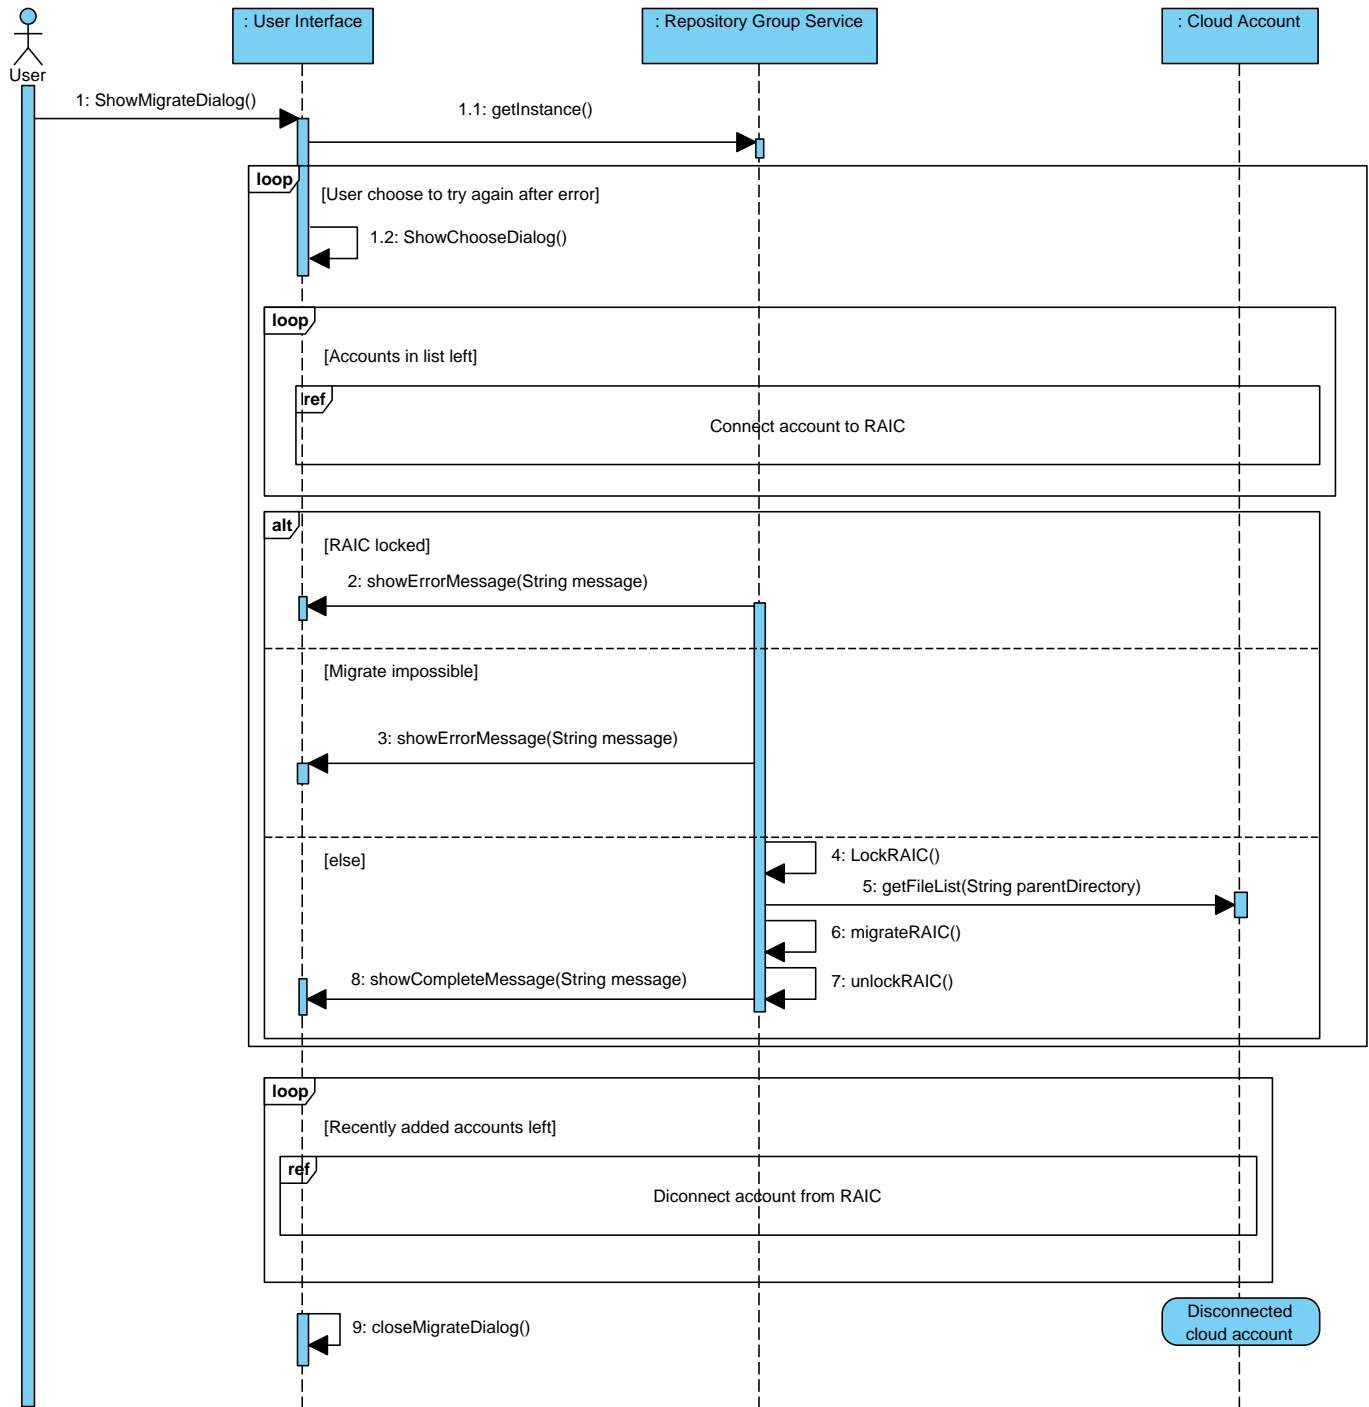 : User Interface
: Repository Group Service
: Cloud Account
User
1: ShowMigrateDialog()
1.1: getInstance()
loop
[User choose to try again after error]
1.2: ShowChooseDialog()
loop
[Accounts in list left]
ref
Connect account to RAIC
alt
[RAIC locked]
2: showErrorMessage(String message)
[Migrate impossible]
3: showErrorMessage(String message)
[else]
4: LockRAIC()
5: getFileList(String parentDirectory)
6: migrateRAIC()
7: unlockRAIC()
8: showCompleteMessage(String message)
loop
[Recently added accounts left]
ref
Diconnect account from RAIC
Disconnected
cloud account
9: closeMigrateDialog()